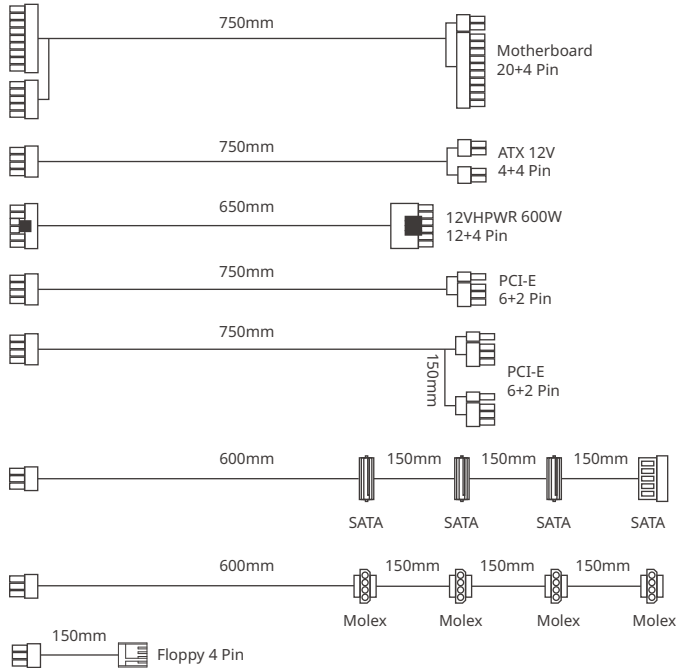 750mm
Motherboard
20+4 Pin
750mm
ATX 12V
4+4 Pin
650mm
12VHPWR 600W
12+4 Pin
750mm
PCI-E
6+2 Pin
750mm
150mm
PCI-E
6+2 Pin
600mm 150mm 150mm 150mm
SATA SATA SATA SATA
600mm 150mm 150mm 150mm
Molex Molex Molex Molex
150mm
Floppy 4 Pin